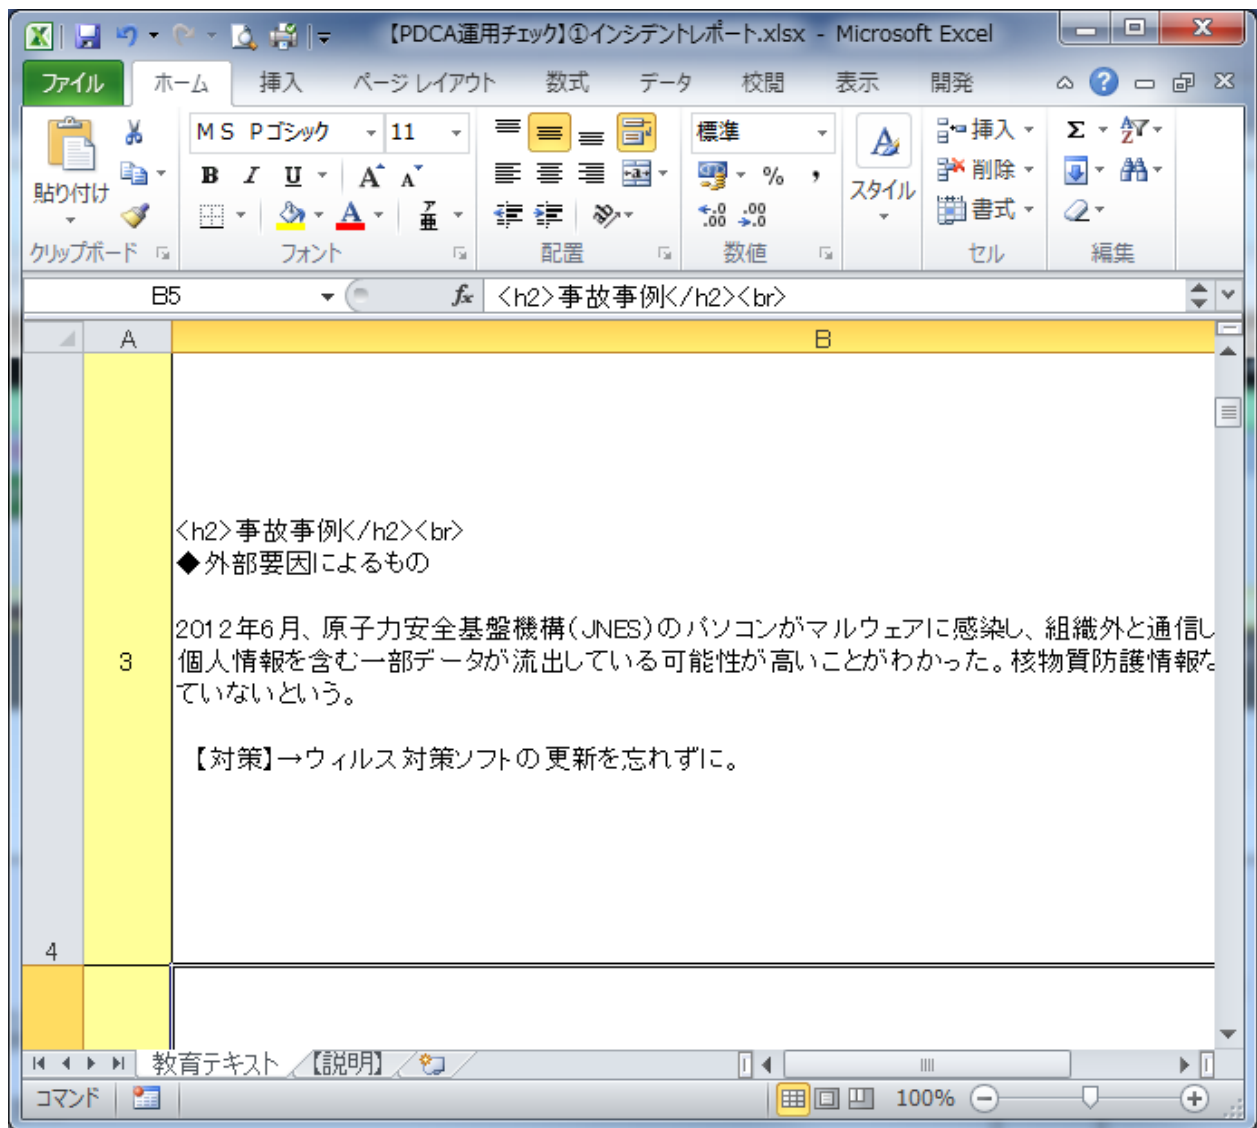 【PDCA運用チェック】①インシデントレポート.xlsx - Microsoft Excel
ファイル ホーム 挿入 ページ レイアウト 数式 データ 校閲 表示 開発
貼り付け
クリップボード
ＭＳ Ｐゴシック 11
B I U A A
A ア亜
フォント
配置
標準
% ,
.0 .00 .00 .0
数値
スタイル
挿入
削除
書式
セル
Σ AZ
編集
B5 fx <h2>事故事例</h2><br>
A B
<h2>事故事例</h2><br>
◆外部要因によるもの
2012年6月、原子力安全基盤機構（JNES）のパソコンがマルウェアに感染し、組織外と通信し
3 個人情報を含む一部データが流出している可能性が高いことがわかった。核物質防護情報な
ていないという。
【対策】→ウィルス対策ソフトの更新を忘れずに。
4
教育テキスト 【説明】
コマンド 100%